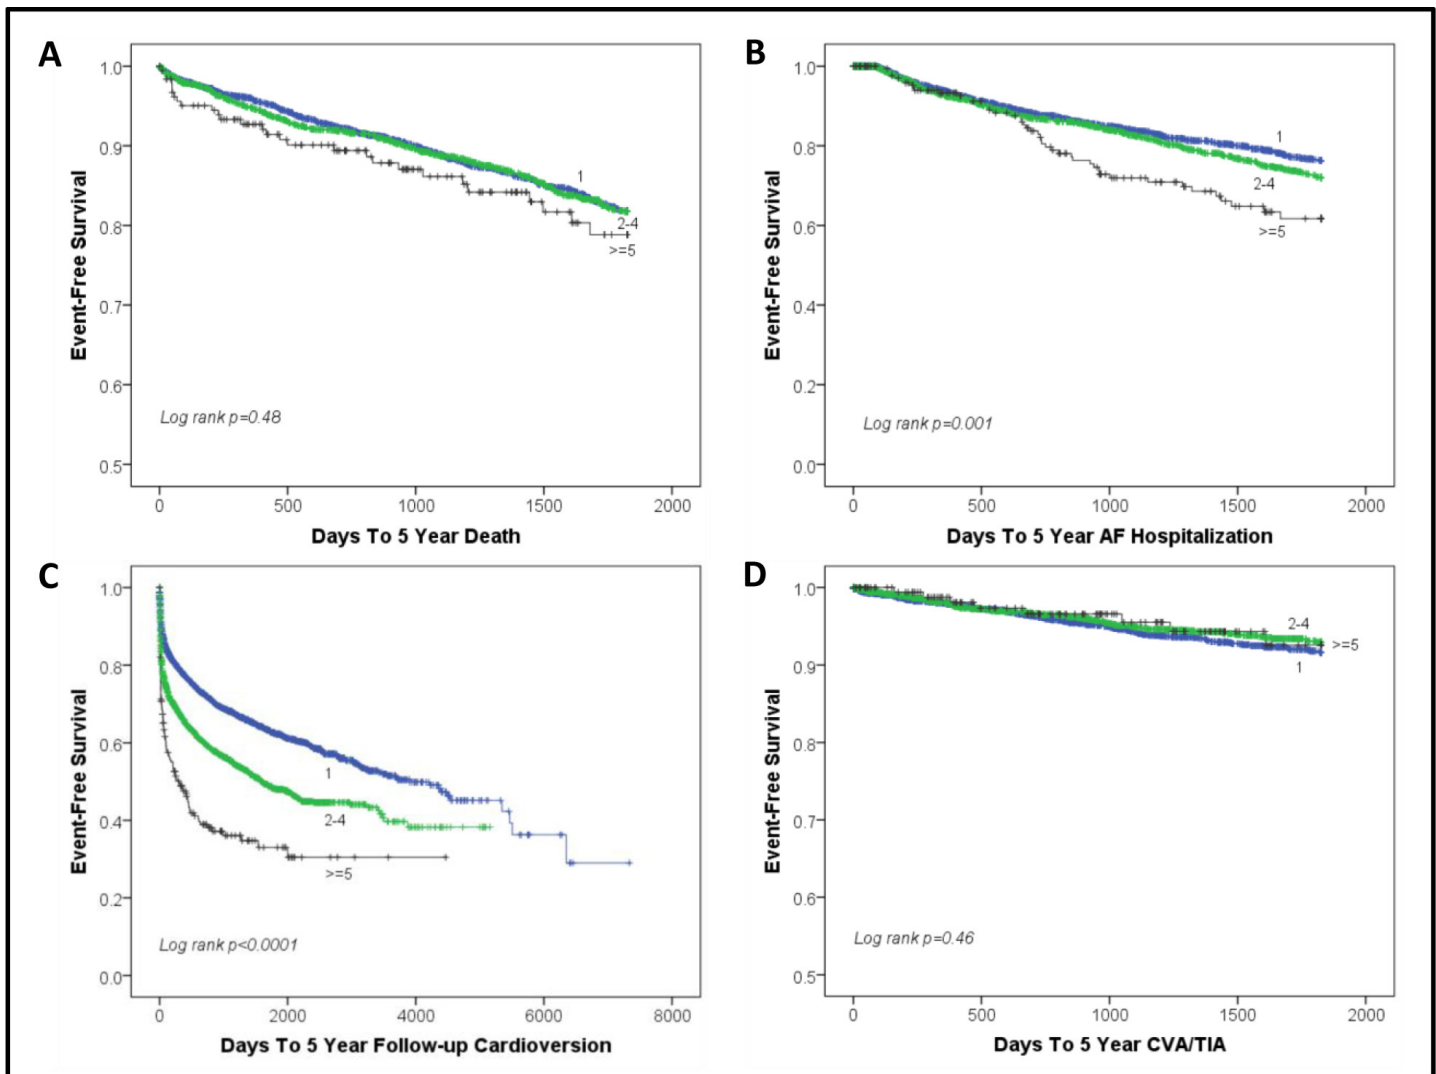 A
Event-Free Survival
1.0
0.9
0.8
0.7
0.6
0.5
1
2-4
>=5
Log rank p=0.48
0 500 1000 1500 2000
Days To 5 Year Death
B
Event-Free Survival
1.0
0.8
0.6
0.4
0.2
0.0
1
2-4
>=5
Log rank p=0.001
0 500 1000 1500 2000
Days To 5 Year AF Hospitalization
C
Event-Free Survival
1.0
0.8
0.6
0.4
0.2
0.0
1
2-4
>=5
Log rank p<0.0001
0 2000 4000 6000 8000
Days To 5 Year Follow-up Cardioversion
D
Event-Free Survival
1.0
0.9
0.8
0.7
0.6
0.5
2-4
>=5
1
Log rank p=0.46
0 500 1000 1500 2000
Days To 5 Year CVA/TIA